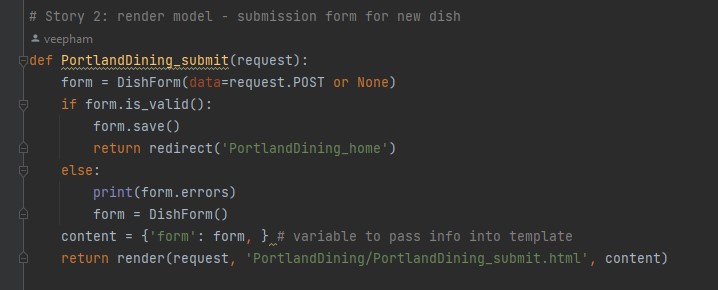 # Story 2: render model - submission form for new dish
veepham
def PortlandDining_submit(request):
    form = DishForm(data=request.POST or None)
    if form.is_valid():
        form.save()
        return redirect('PortlandDining_home')
    else:
        print(form.errors)
        form = DishForm()
    content = {'form': form, } # variable to pass info into template
    return render(request, 'PortlandDining/PortlandDining_submit.html', content)